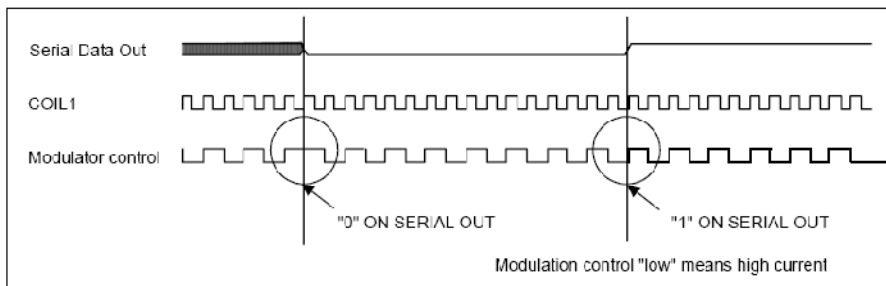 Serial Data Out
COIL1
Modulator control
"0" ON SERIAL OUT
"1" ON SERIAL OUT
Modulation control "low" means high current